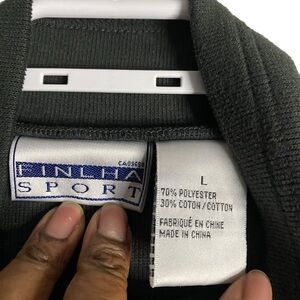 FINLHA
SPORT
L
70% POLYESTER
30% COTON/COTTON
FABRIQUÉ EN CHINE
MADE IN CHINA